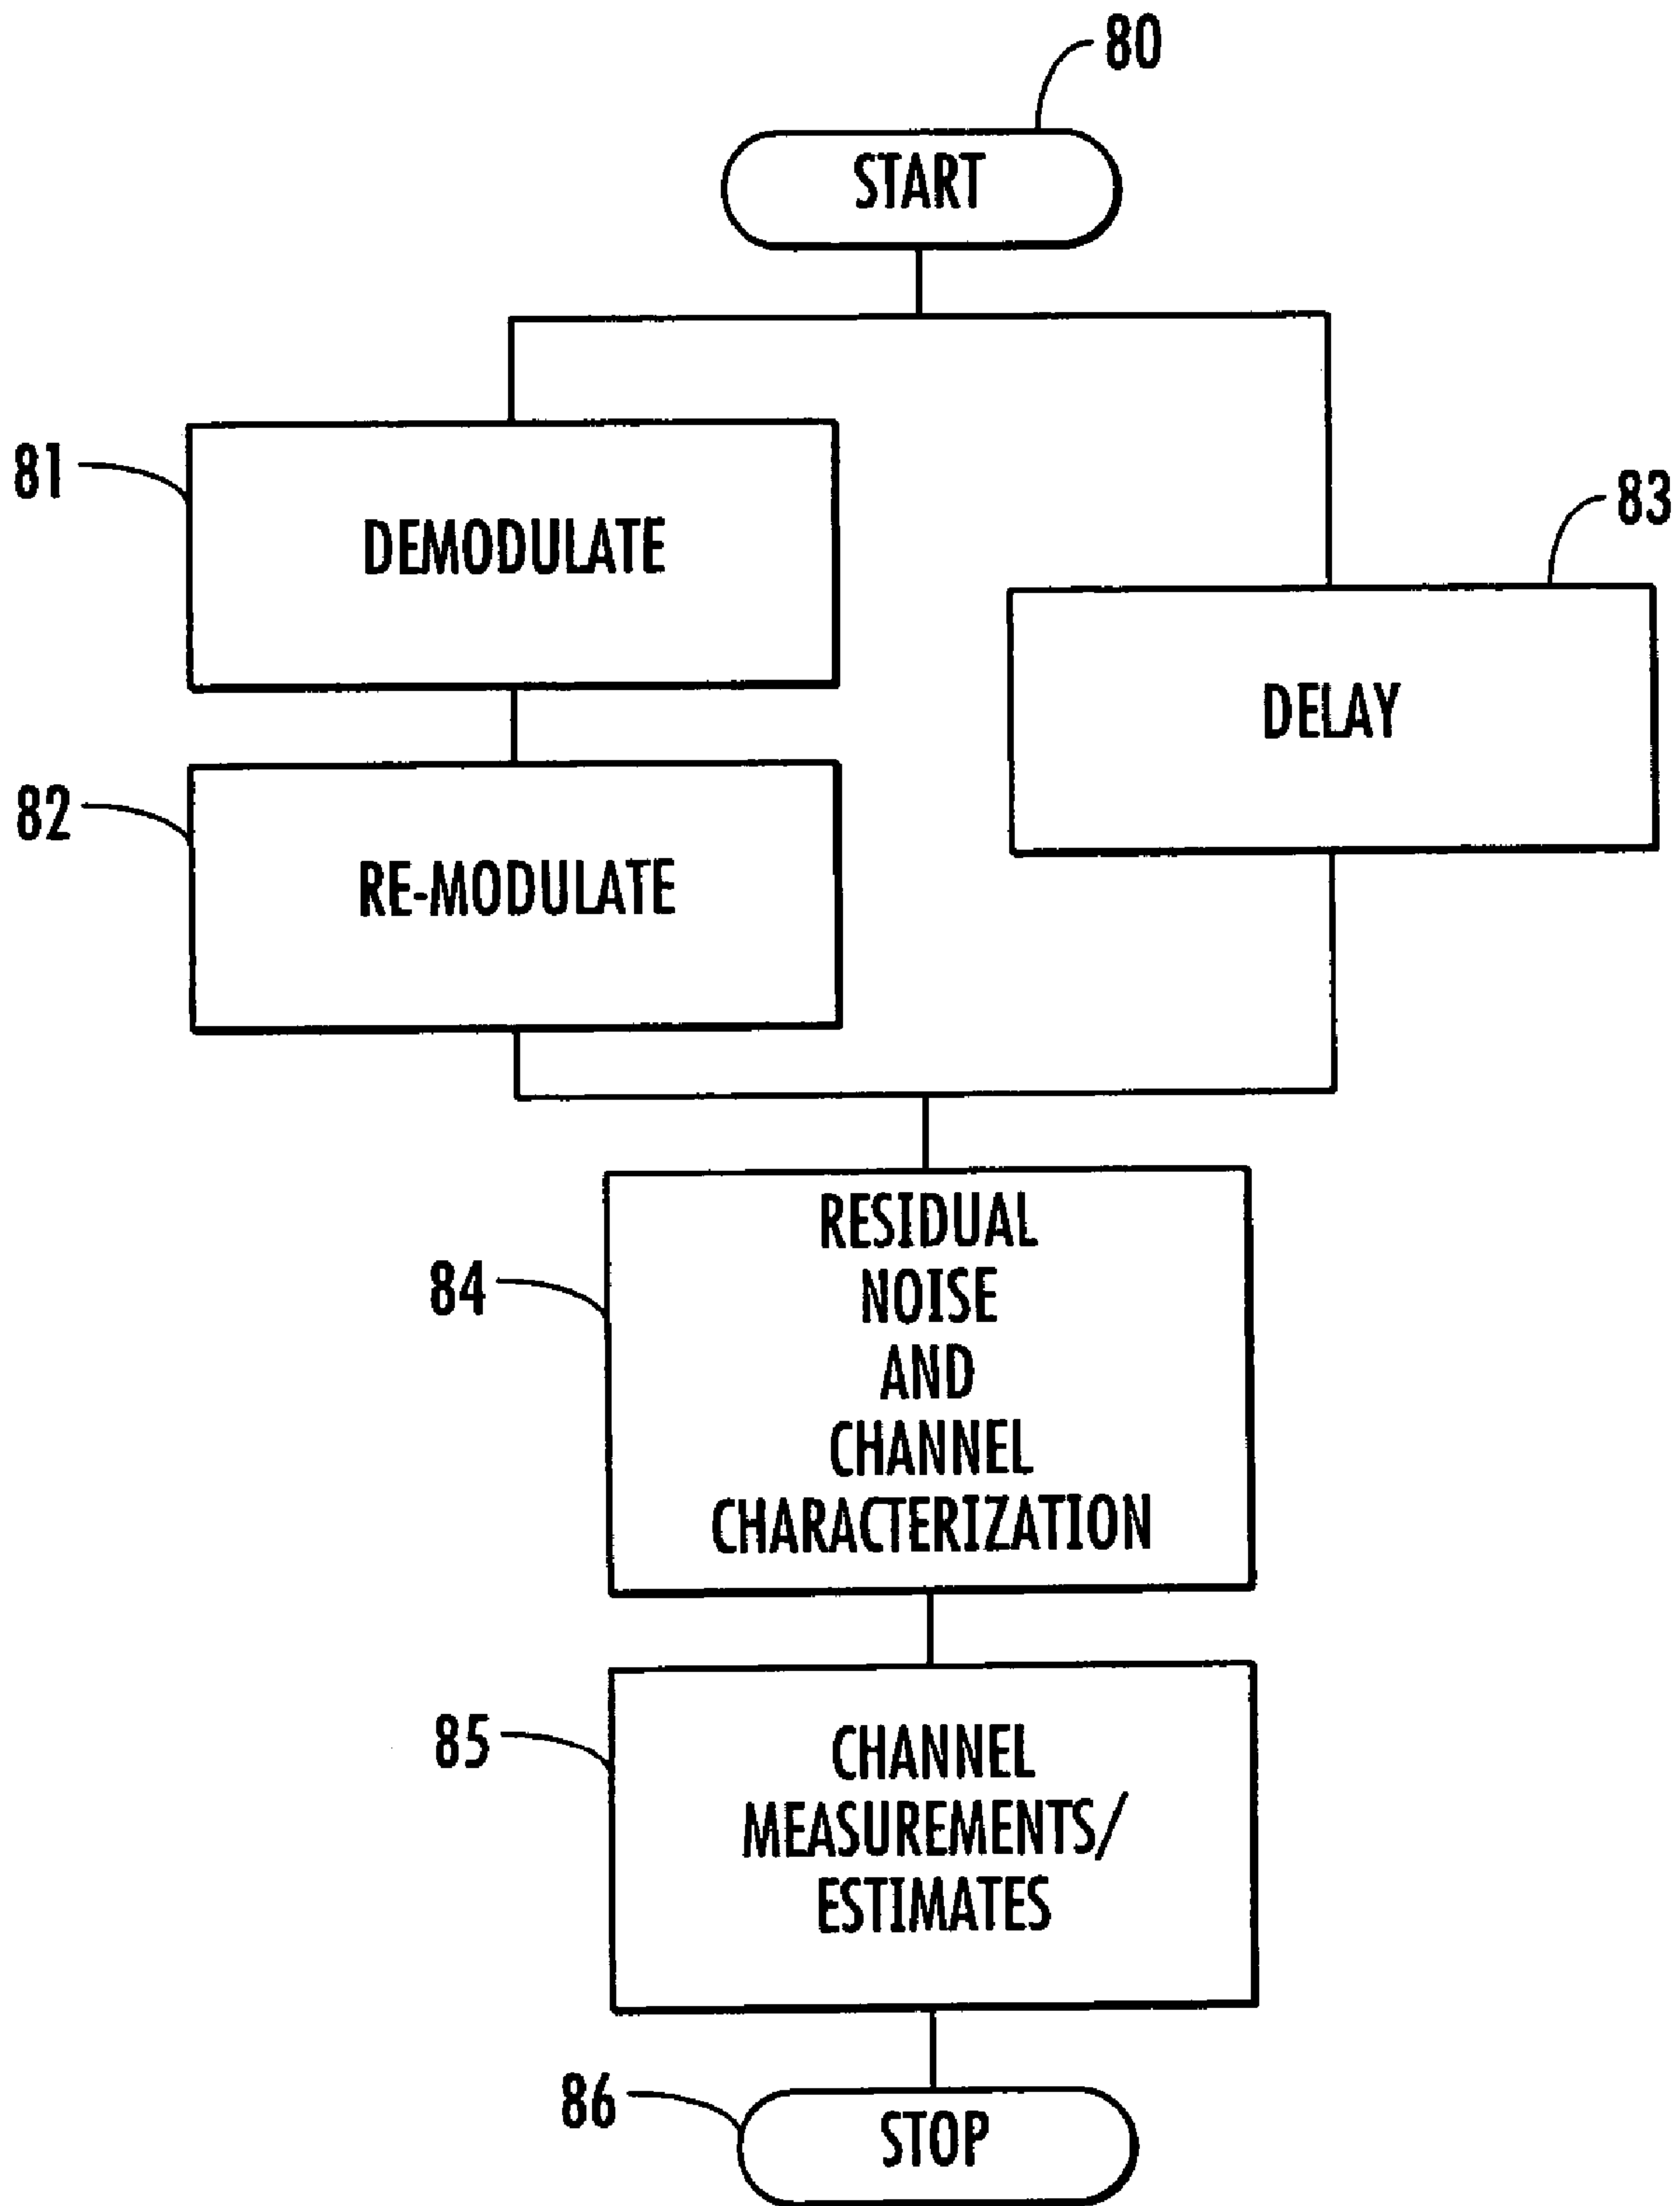 80
START
81
DEMODULATE
83
DELAY
82
RE-MODULATE
84
RESIDUAL
NOISE
AND
CHANNEL
CHARACTERIZATION
85
CHANNEL
MEASUREMENTS/
ESTIMATES
86
STOP